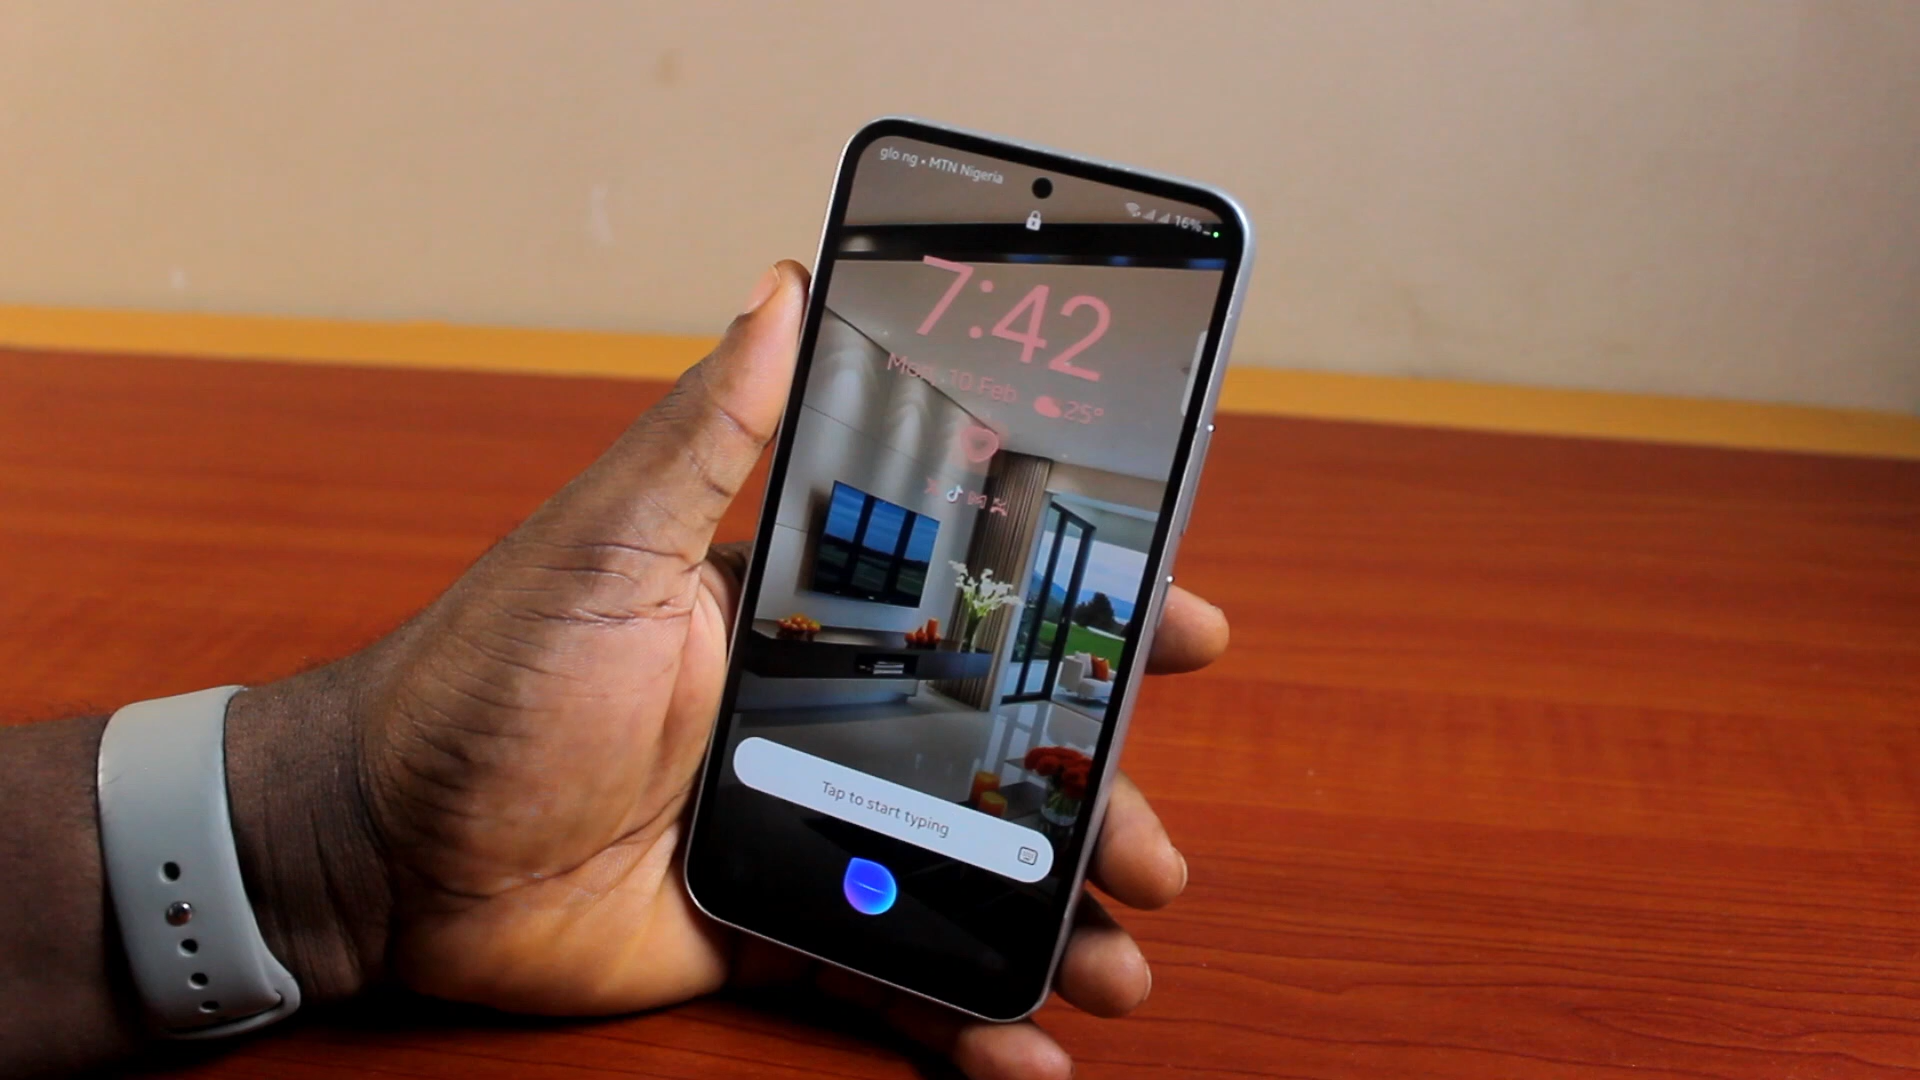 glo ng • MTN Nigeria
16%
7:42
Mon, 10 Feb 25°
Tap to start typing